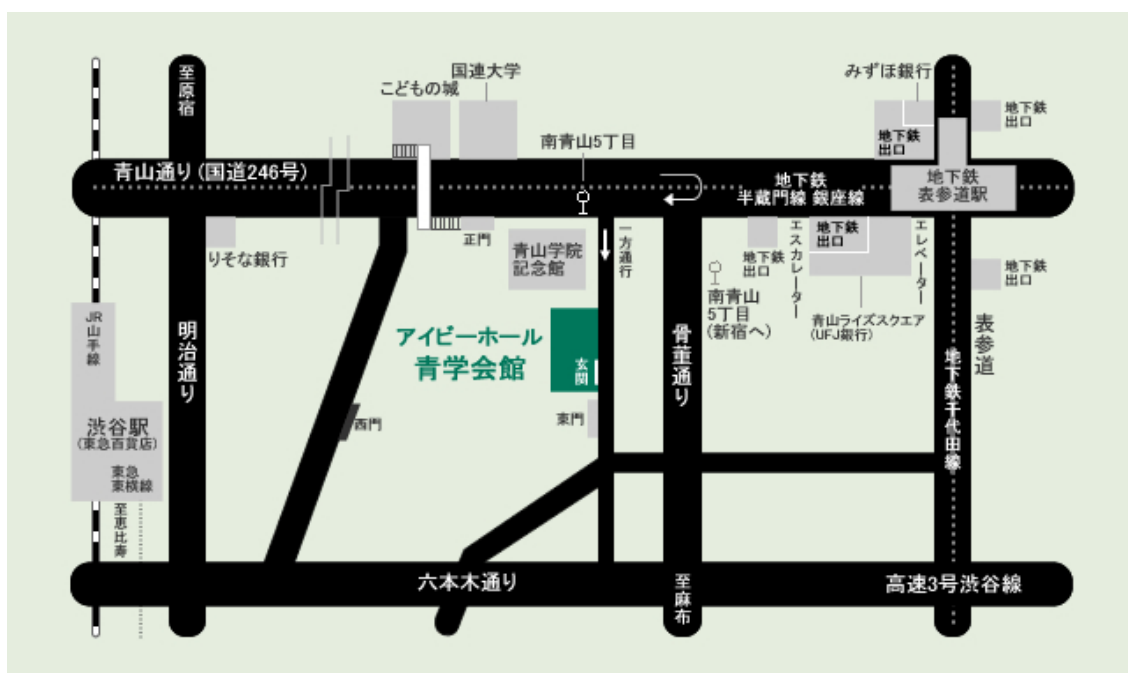 至原宿
国連大学
こどもの城
みずほ銀行
地下鉄
出口
地下鉄
出口
南青山5丁目
青山通り(国道246号)
地下鉄
半蔵門線 銀座線
地下鉄
表参道駅
りそな銀行
正門
青山学院
記念館
一方通行
地下鉄
出口
エスカレーター
地下鉄
出口
エレベーター
地下鉄
出口
南青山
5丁目
(新宿へ)
青山ライズスクエア
(UFJ銀行)
表参道
JR
山手線
明治通り
アイビーホール
青学会館
玄関
骨董通り
地下鉄千代田線
渋谷駅
(東急百貨店)
東急
東横線
西門
東門
至恵比寿
六本木通り
至麻布
高速3号渋谷線